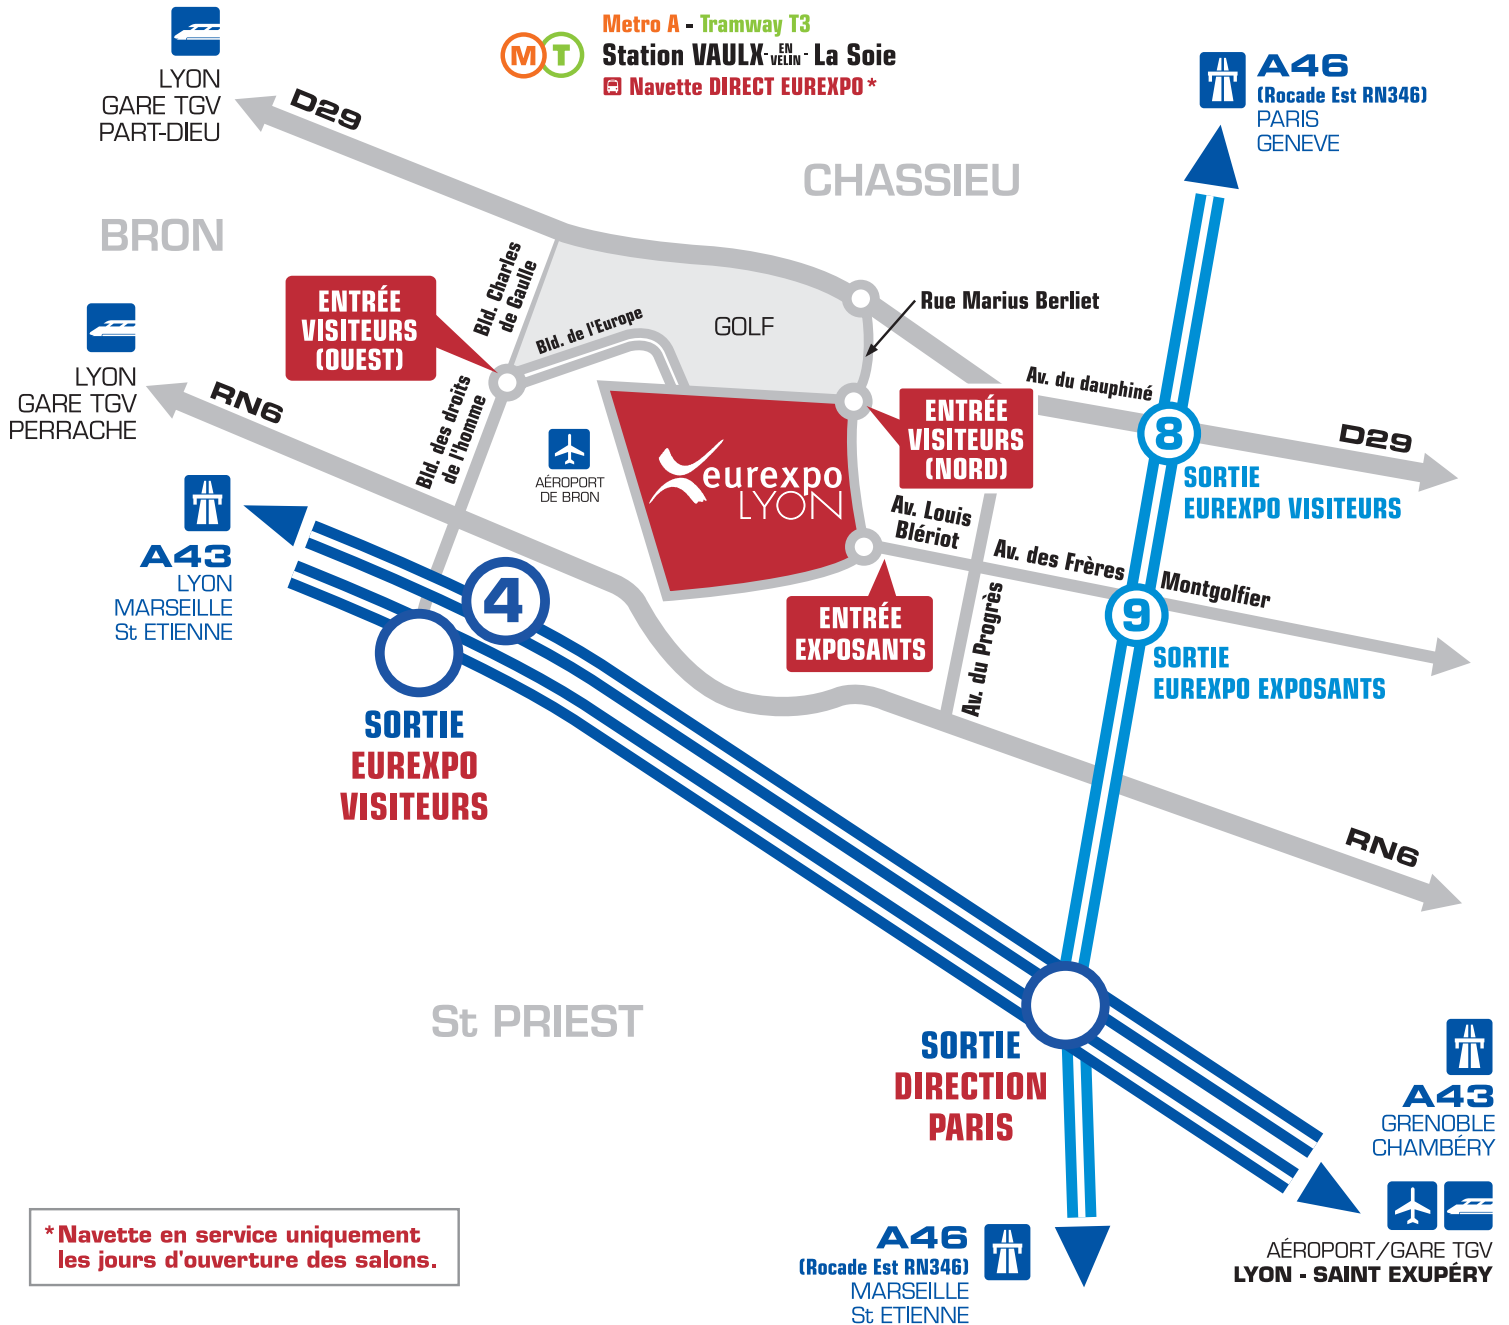 LYON
GARE TGV
PART-DIEU
M T
Metro A - Tramway T3
Station VAULX-EN VELIN- La Soie
Navette DIRECT EUREXPO*
A46
(Rocade Est RN346)
PARIS
GENEVE
D29
CHASSIEU
BRON
Bld. Charles
de Gaulle
ENTRÉE
VISITEURS
(OUEST)
Bld. de l'Europe
GOLF
Rue Marius Berliet
LYON
GARE TGV
PERRACHE
RN6
Bld. des droits
de l'homme
Av. du dauphiné
ENTRÉE
VISITEURS
(NORD)
8
D29
SORTIE
EUREXPO VISITEURS
AÉROPORT
DE BRON
eurexpo
LYON
Av. Louis
Blériot
Av. des Frères Montgolfier
A43
LYON
MARSEILLE
St ETIENNE
4
ENTRÉE
EXPOSANTS
Av. du Progrès
9
SORTIE
EUREXPO EXPOSANTS
SORTIE
EUREXPO
VISITEURS
RN6
St PRIEST
SORTIE
DIRECTION
PARIS
A43
GRENOBLE
CHAMBÉRY
AÉROPORT/GARE TGV
LYON - SAINT EXUPÉRY
A46
(Rocade Est RN346)
MARSEILLE
St ETIENNE
*Navette en service uniquement
les jours d'ouverture des salons.